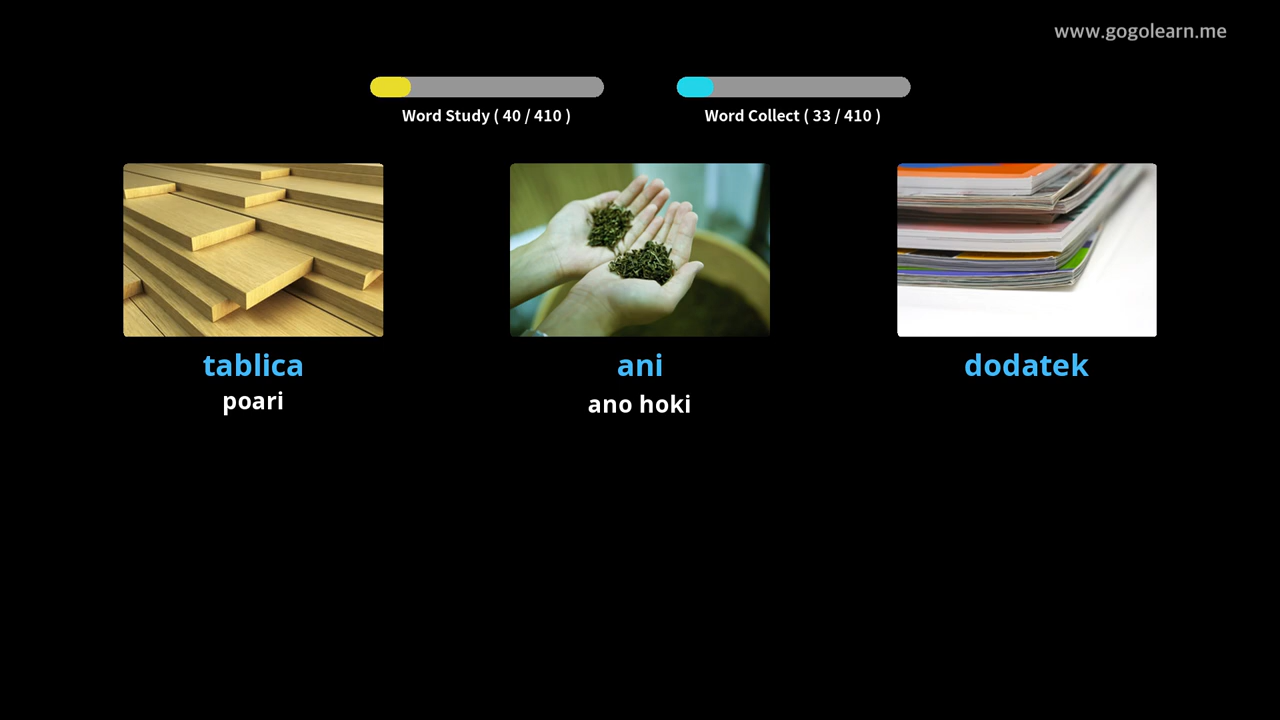 www.gogolearn.me
Word Study ( 40 / 410 )
Word Collect ( 33 / 410 )
tablica
poari
ani
ano hoki
dodatek